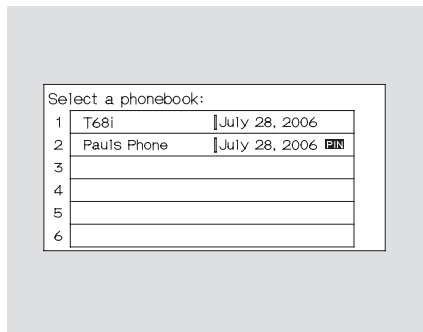 Select a phonebook:
1 T68i July 28, 2006
2 Pauls Phone July 28, 2006 PIN
3
4
5
6